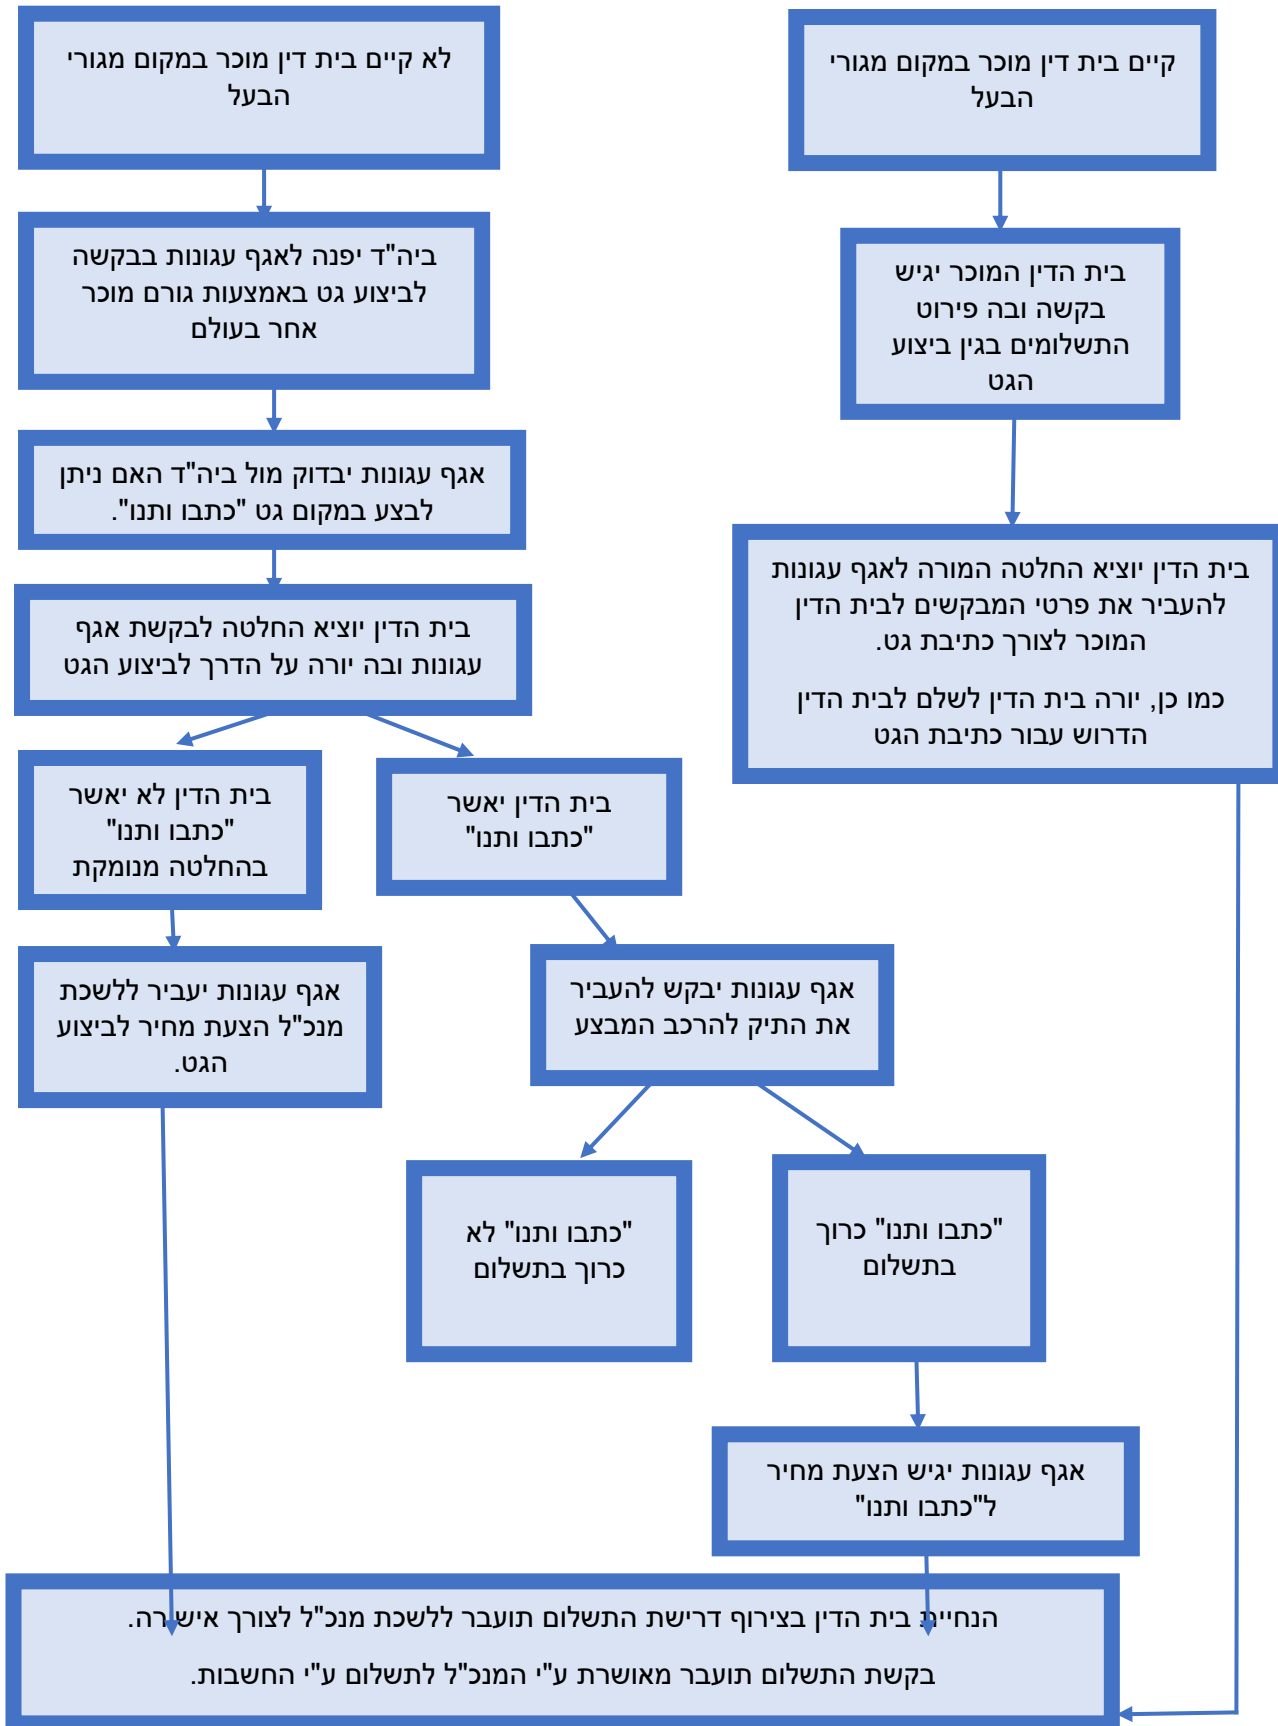 קיים בית דין מוכר במקום מגורי
הבעל
לא קיים בית דין מוכר במקום מגורי
הבעל
בית הדין המוכר יגיש
בקשה ובה פירוט
התשלומים בגין ביצוע
הגט
ביה"ד יפנה לאגף עגונות בבקשה
לביצוע גט באמצעות גורם מוכר
אחר בעולם
אגף עגונות יבדוק מול ביה"ד האם ניתן
לבצע במקום גט "כתבו ותנו".
בית הדין יוציא החלטה המורה לאגף עגונות
להעביר את פרטי המבקשים לבית הדין
המוכר לצורך כתיבת גט.
כמו כן, יורה בית הדין לשלם לבית הדין
הדרוש עבור כתיבת הגט
בית הדין יוציא החלטה לבקשת אגף
עגונות ובה יורה על הדרך לביצוע הגט
בית הדין יאשר
"כתבו ותנו"
בית הדין לא יאשר
"כתבו ותנו"
בהחלטה מנומקת
אגף עגונות יבקש להעביר
את התיק להרכב המבצע
אגף עגונות יעביר ללשכת
מנכ"ל הצעת מחיר לביצוע
הגט.
"כתבו ותנו" כרוך
בתשלום
"כתבו ותנו" לא
כרוך בתשלום
אגף עגונות יגיש הצעת מחיר
ל"כתבו ותנו"
הנחיית בית הדין בצירוף דרישת התשלום תועבר ללשכת מנכ"ל לצורך אישורה.
בקשת התשלום תועבר מאושרת ע"י המנכ"ל לתשלום ע"י החשבות.